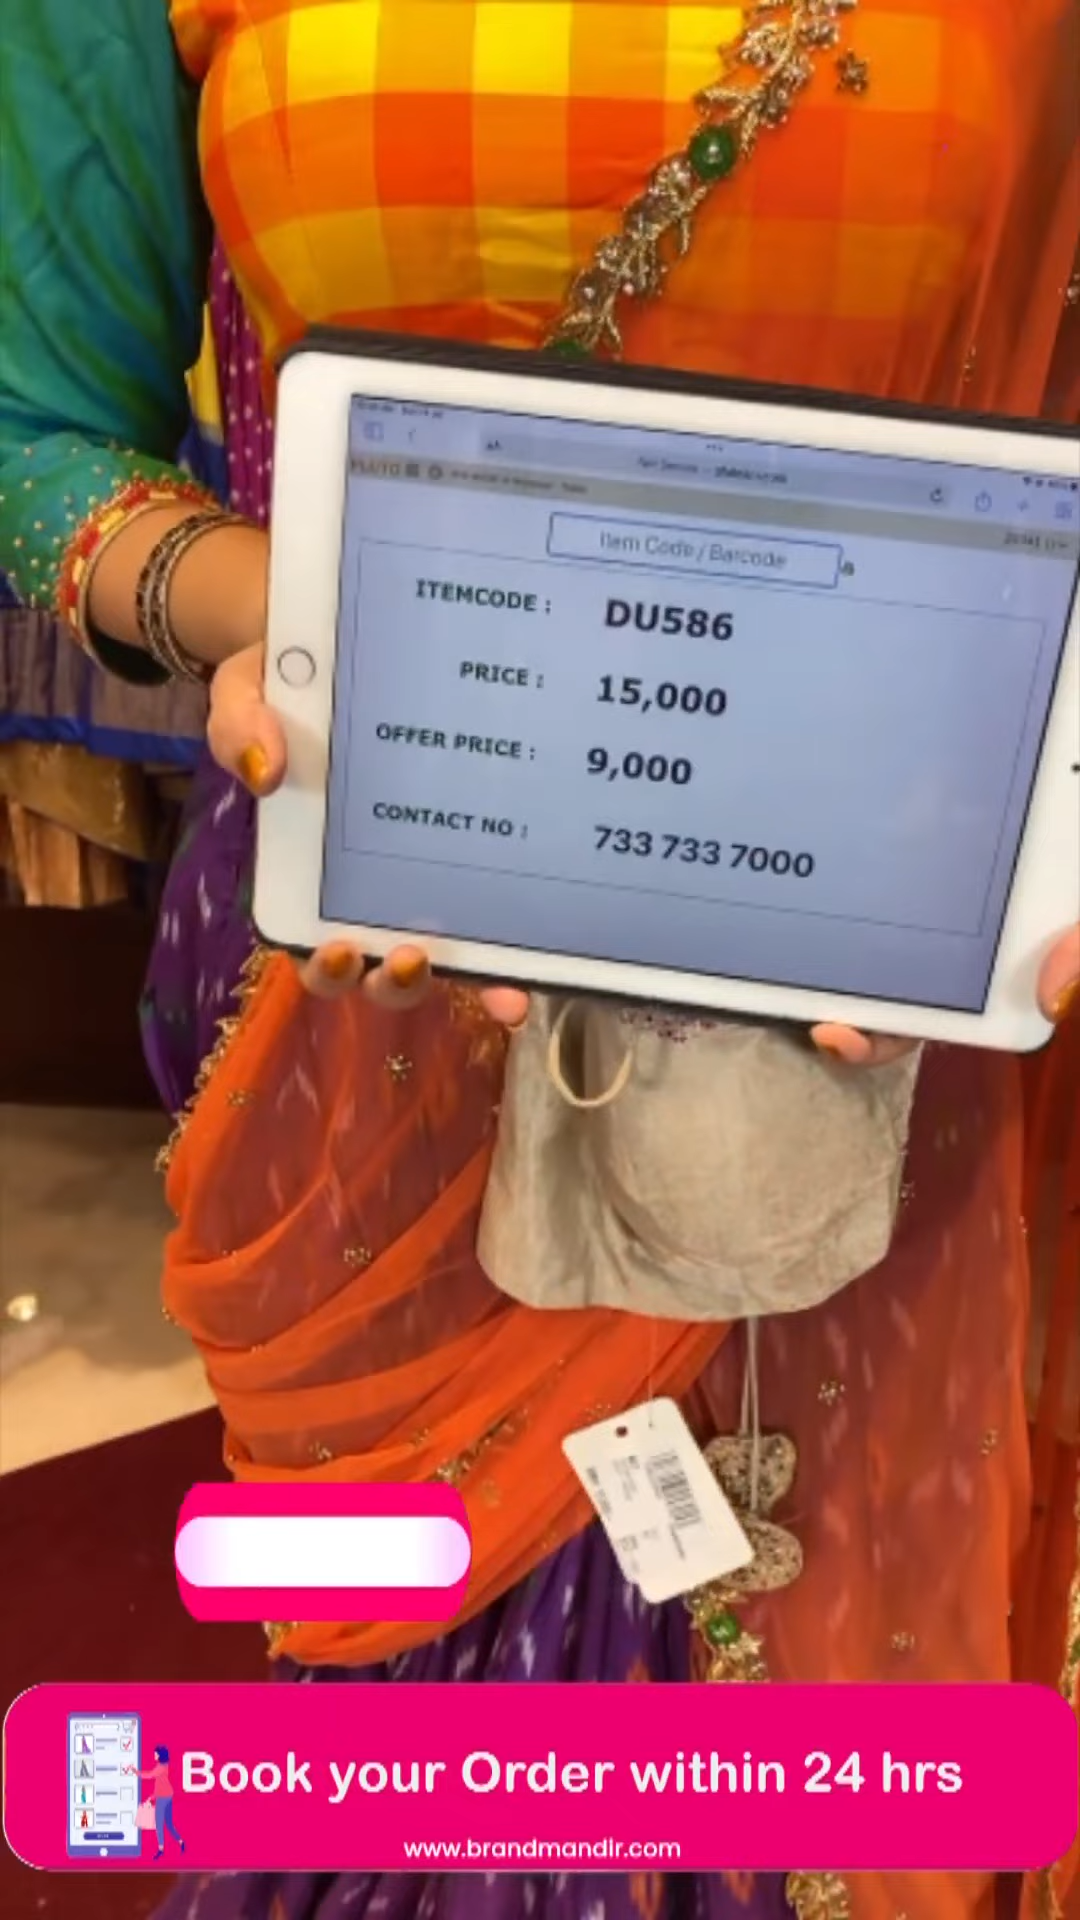 Item Code / Barcode
ITEMCODE : DU586
PRICE : 15,000
OFFER PRICE : 9,000
CONTACT NO : 733 733 7000
Book your Order within 24 hrs
www.brandmandir.com